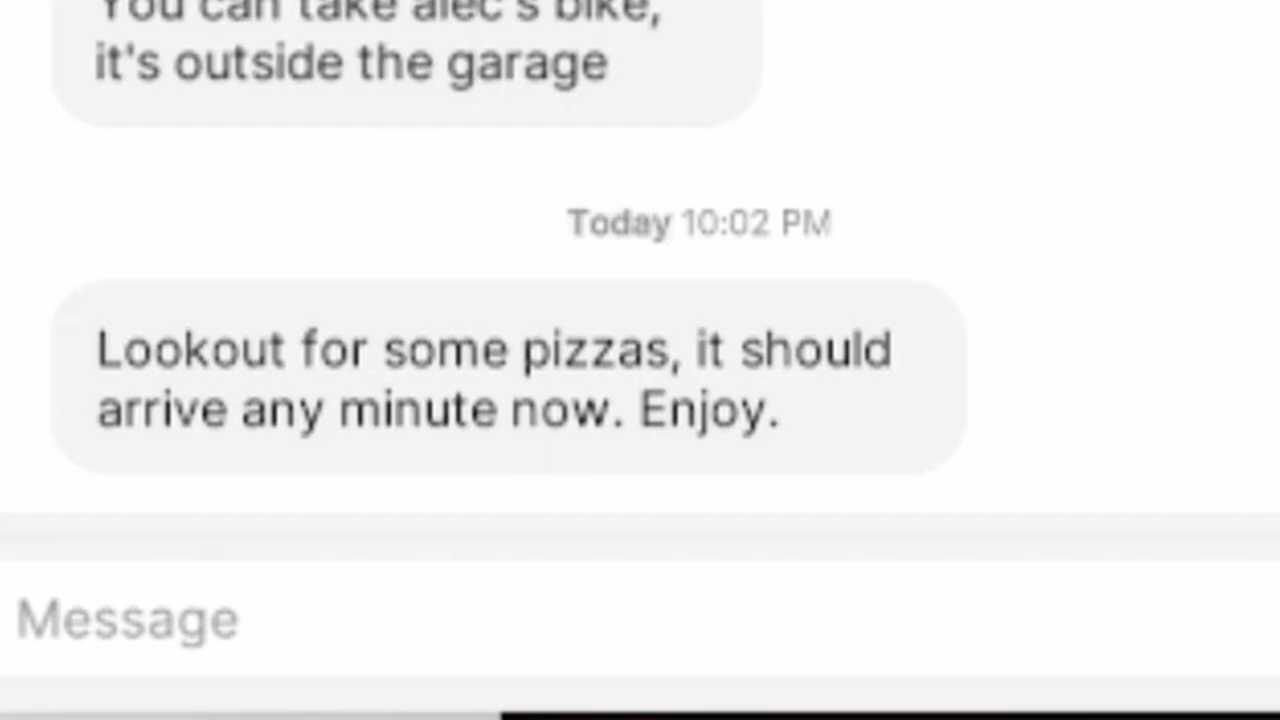 You can take alec's bike,
it's outside the garage
Today 10:02 PM
Lookout for some pizzas, it should
arrive any minute now. Enjoy.
Message